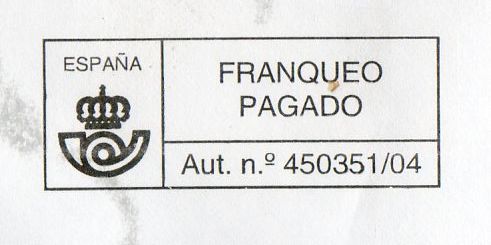 ESPAÑA
FRANQUEO
PAGADO
Aut. n.º 450351/04